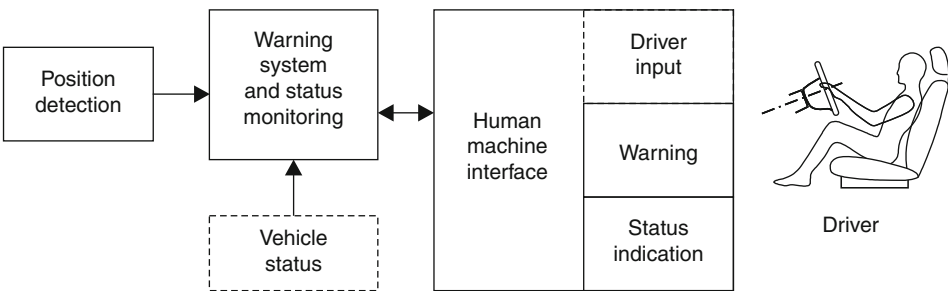 Position
detection
Warning
system
and status
monitoring
Vehicle
status
Human
machine
interface
Driver
input
Warning
Status
indication
Driver